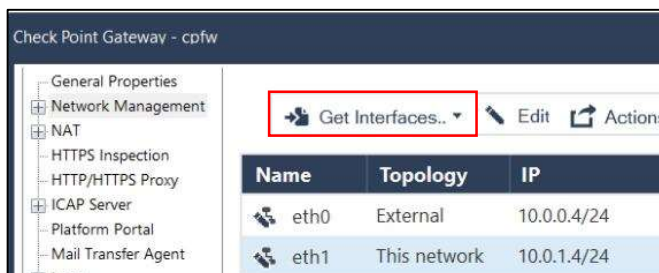 Check Point Gateway - cpfw
General Properties
Network Management
NAT
HTTPS Inspection
HTTP/HTTPS Proxy
ICAP Server
Platform Portal
Mail Transfer Agent
Get Interfaces.. Edit Actions
Name Topology IP
eth0 External 10.0.0.4/24
eth1 This network 10.0.1.4/24